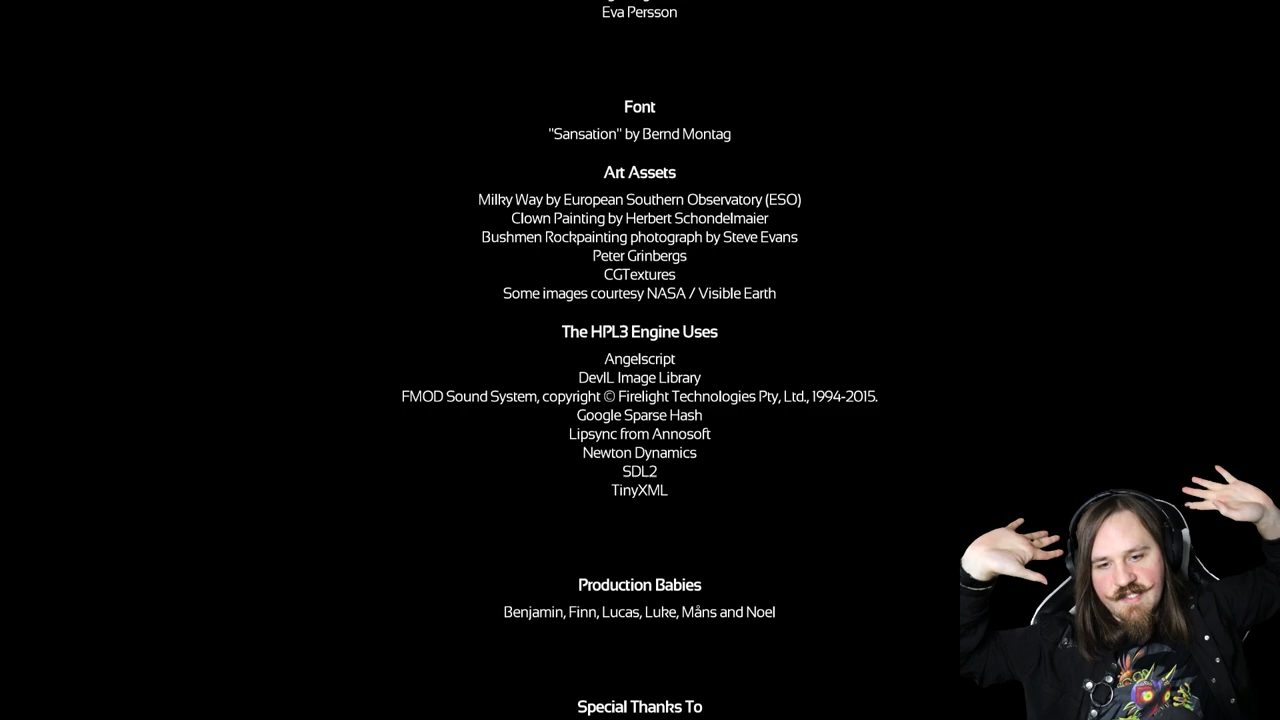 Eva Persson
Font
"Sansation" by Bernd Montag
Art Assets
Milky Way by European Southern Observatory (ESO)
Clown Painting by Herbert Schondelmaier
Bushmen Rockpainting photograph by Steve Evans
Peter Grinbergs
CGTextures
Some images courtesy NASA / Visible Earth
The HPL3 Engine Uses
Angelscript
DevIL Image Library
FMOD Sound System, copyright © Firelight Technologies Pty, Ltd., 1994-2015.
Google Sparse Hash
Lipsync from Annosoft
Newton Dynamics
SDL2
TinyXML
Production Babies
Benjamin, Finn, Lucas, Luke, Måns and Noel
Special Thanks To